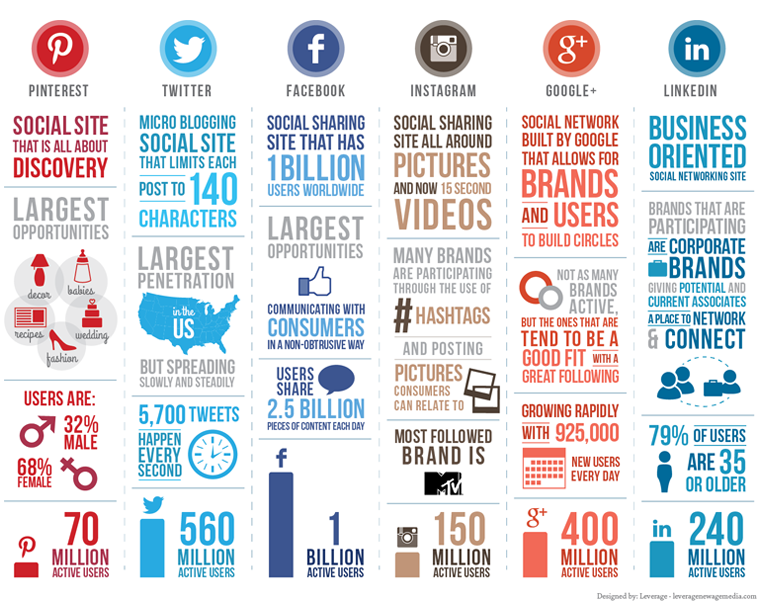 PINTEREST
SOCIAL SITE
THAT IS ALL ABOUT
DISCOVERY
LARGEST
OPPORTUNITIES
decor
babies
recipes
wedding
fashion
USERS ARE:
32%
MALE
68%
FEMALE
70
MILLION
ACTIVE USERS
TWITTER
MICRO BLOGGING
SOCIAL SITE
THAT LIMITS EACH
POST TO 140
CHARACTERS
LARGEST
PENETRATION
in the
US
BUT SPREADING
SLOWLY AND STEADILY
5,700 TWEETS
HAPPEN
EVERY
SECOND
560
MILLION
ACTIVE USERS
f
FACEBOOK
SOCIAL SHARING
SITE THAT HAS
1 BILLION
USERS WORLDWIDE
LARGEST
OPPORTUNITIES
COMMUNICATING WITH
CONSUMERS
IN A NON-OBTRUSIVE WAY
USERS
SHARE
2.5 BILLION
PIECES OF CONTENT EACH DAY
f
1
BILLION
ACTIVE USERS
INSTAGRAM
SOCIAL SHARING
SITE ALL AROUND
PICTURES
AND NOW 15 SECOND
VIDEOS
MANY BRANDS
ARE PARTICIPATING
THROUGH THE USE OF
# HASHTAGS
AND POSTING
PICTURES
CONSUMERS
CAN RELATE TO
MOST FOLLOWED
BRAND IS
MTV
150
MILLION
ACTIVE USERS
g+
GOOGLE+
SOCIAL NETWORK
BUILT BY GOOGLE
THAT ALLOWS FOR
BRANDS
AND USERS
TO BUILD CIRCLES
NOT AS MANY
BRANDS
ACTIVE,
BUT THE ONES THAT ARE
TEND TO BE A
GOOD FIT WITH A
GREAT FOLLOWING
GROWING RAPIDLY
WITH 925,000
NEW USERS
EVERY DAY
g+
400
MILLION
ACTIVE USERS
in
LINKEDIN
BUSINESS
ORIENTED
SOCIAL NETWORKING SITE
BRANDS THAT ARE
PARTICIPATING
ARE CORPORATE
BRANDS
GIVING POTENTIAL AND
CURRENT ASSOCIATES
A PLACE TO NETWORK
& CONNECT
79% OF USERS
ARE 35
OR OLDER
in
240
MILLION
ACTIVE USERS
Designed by: Leverage - leveragenewagemedia.com